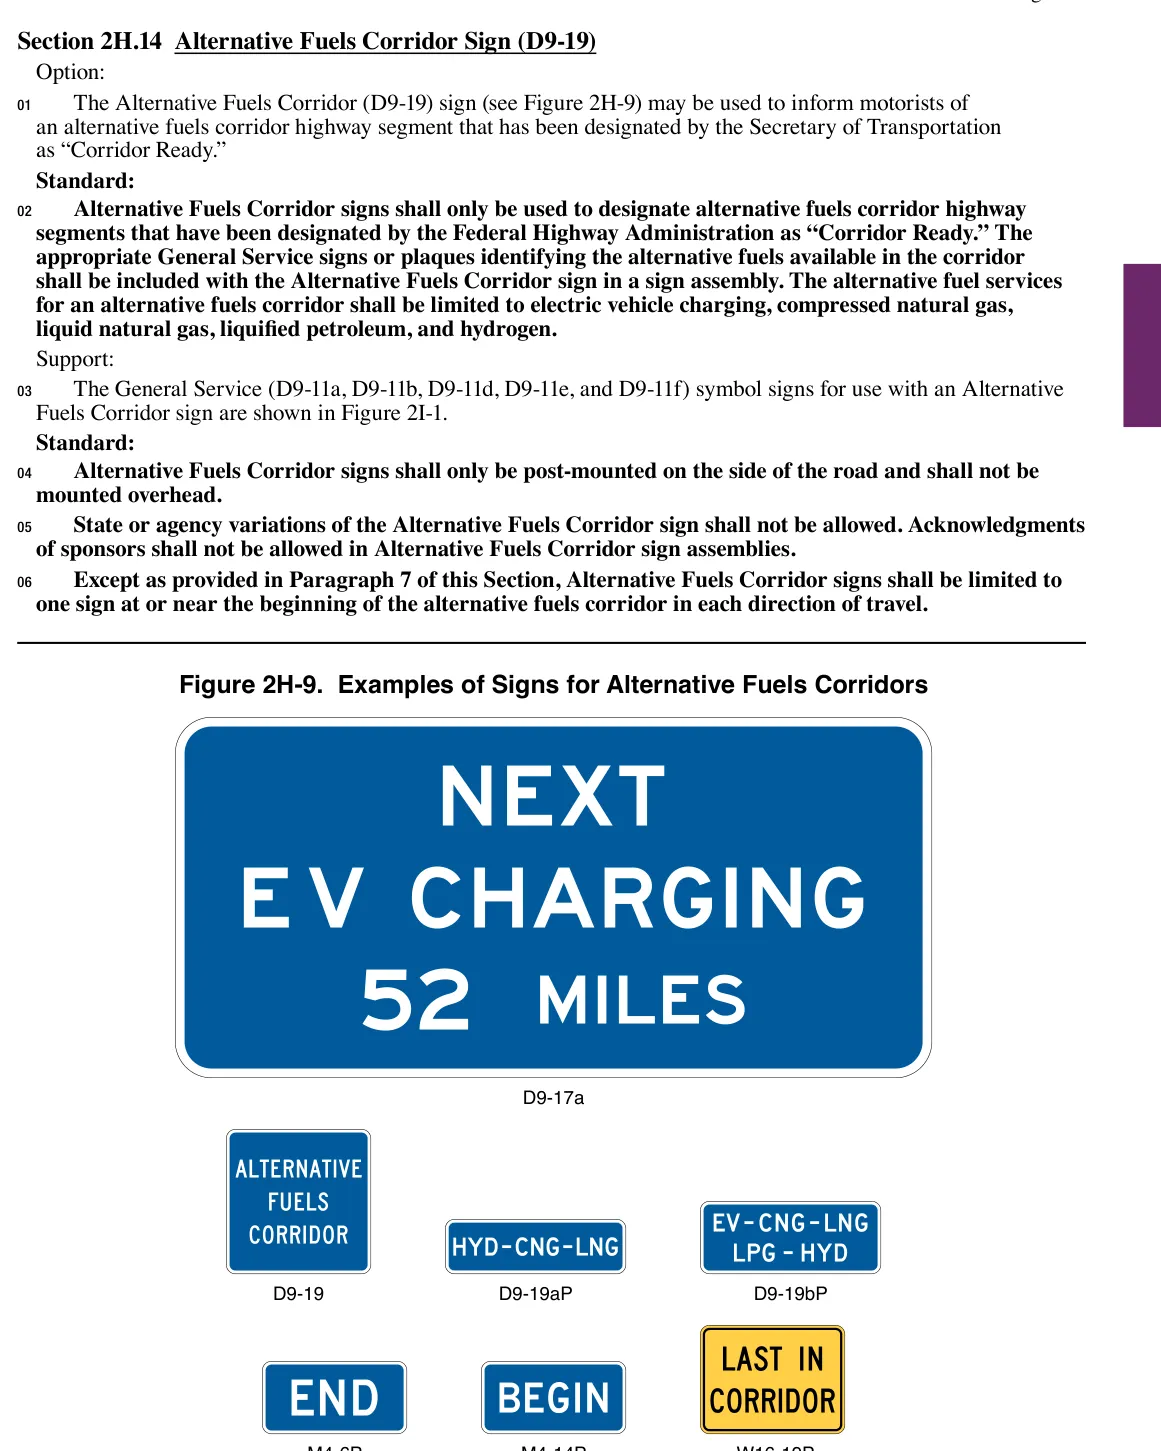 Section 2H.14 Alternative Fuels Corridor Sign (D9-19)
Option:
01 The Alternative Fuels Corridor (D9-19) sign (see Figure 2H-9) may be used to inform motorists of
an alternative fuels corridor highway segment that has been designated by the Secretary of Transportation
as “Corridor Ready.”
Standard:
02 Alternative Fuels Corridor signs shall only be used to designate alternative fuels corridor highway
segments that have been designated by the Federal Highway Administration as “Corridor Ready.” The
appropriate General Service signs or plaques identifying the alternative fuels available in the corridor
shall be included with the Alternative Fuels Corridor sign in a sign assembly. The alternative fuel services
for an alternative fuels corridor shall be limited to electric vehicle charging, compressed natural gas,
liquid natural gas, liquified petroleum, and hydrogen.
Support:
03 The General Service (D9-11a, D9-11b, D9-11d, D9-11e, and D9-11f) symbol signs for use with an Alternative
Fuels Corridor sign are shown in Figure 2I-1.
Standard:
04 Alternative Fuels Corridor signs shall only be post-mounted on the side of the road and shall not be
mounted overhead.
05 State or agency variations of the Alternative Fuels Corridor sign shall not be allowed. Acknowledgments
of sponsors shall not be allowed in Alternative Fuels Corridor sign assemblies.
06 Except as provided in Paragraph 7 of this Section, Alternative Fuels Corridor signs shall be limited to
one sign at or near the beginning of the alternative fuels corridor in each direction of travel.
Figure 2H-9. Examples of Signs for Alternative Fuels Corridors
NEXT
EV CHARGING
52 MILES
D9-17a
ALTERNATIVE
FUELS
CORRIDOR
D9-19
HYD-CNG-LNG
D9-19aP
EV-CNG-LNG
LPG-HYD
D9-19bP
END
BEGIN
LAST IN
CORRIDOR